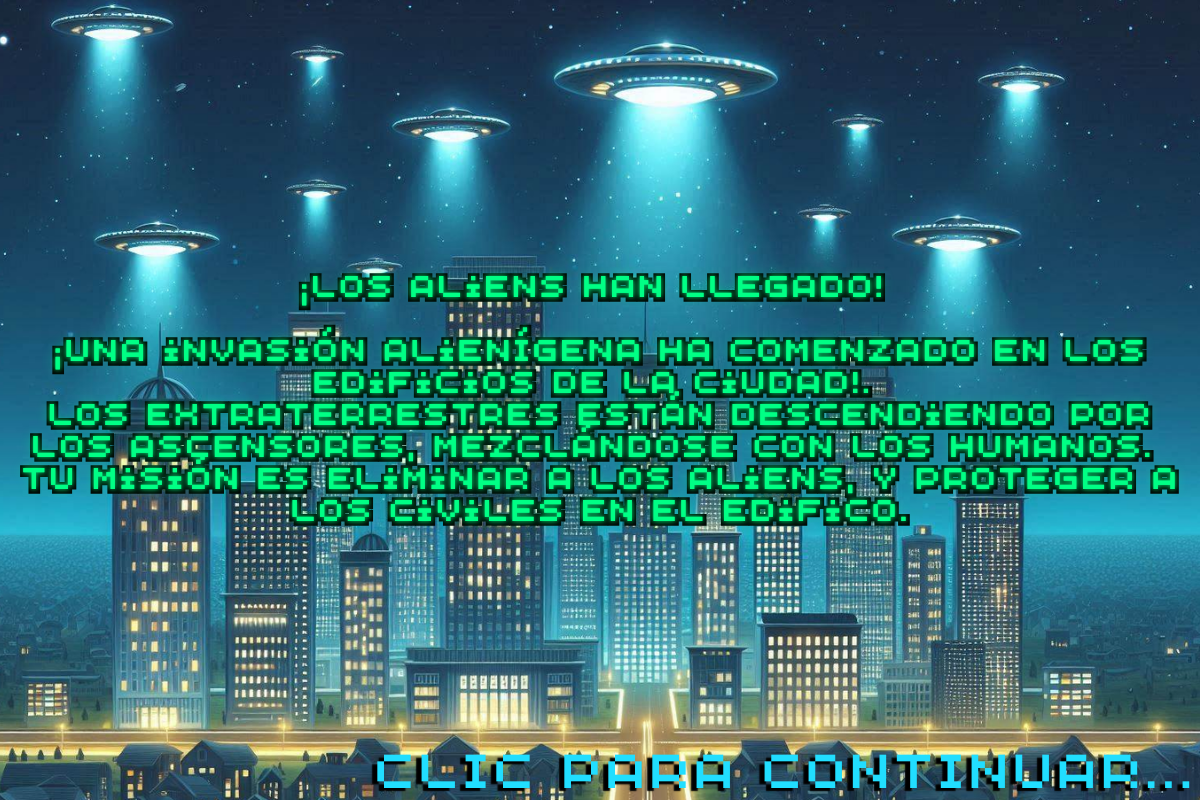 ¡LOS ALIENS HAN LLEGADO!
¡UNA INVASIÓN ALIENÍGENA HA COMENZADO EN LOS
EDIFICIOS DE LA CIUDAD!.
LOS EXTRATERRESTRES ESTÁN DESCENDIENDO POR
LOS ASCENSORES, MEZCLÁNDOSE CON LOS HUMANOS.
TU MISIÓN ES ELIMINAR A LOS ALIENS, Y PROTEGER A
LOS CIVILES EN EL EDIFICO.
CLIC PARA CONTINUAR...